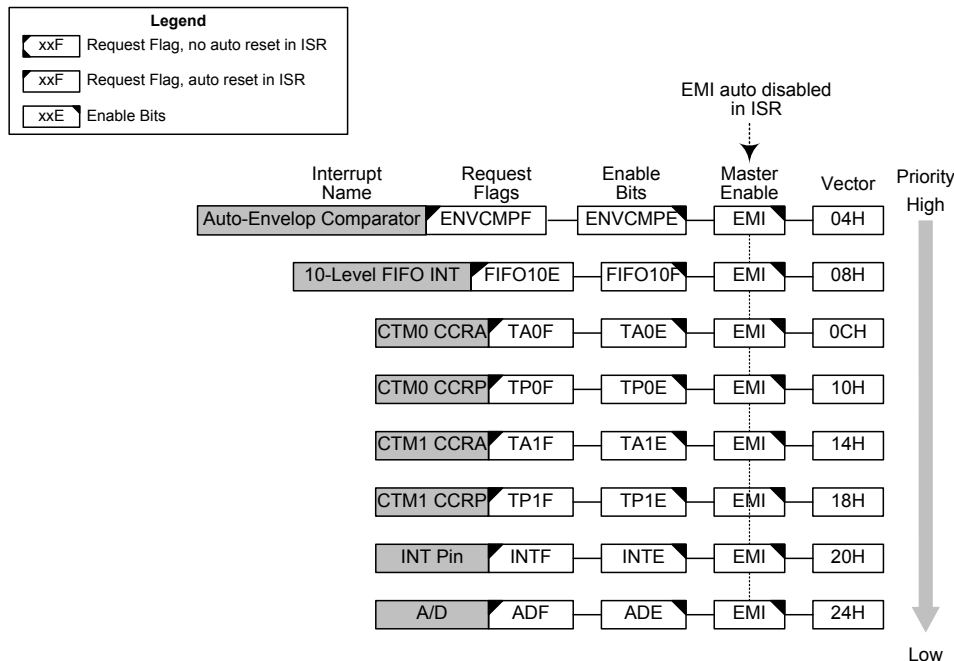 Legend
xxF Request Flag, no auto reset in ISR
xxF Request Flag, auto reset in ISR
xxE Enable Bits
EMI auto disabled
in ISR
Interrupt Name Request Flags Enable Bits Master Enable Vector Priority
High
Auto-Envelop Comparator ENVCMPF ENVCMPE EMI 04H
10-Level FIFO INT FIFO10E FIFO10F EMI 08H
CTM0 CCRA TA0F TA0E EMI 0CH
CTM0 CCRP TP0F TP0E EMI 10H
CTM1 CCRA TA1F TA1E EMI 14H
CTM1 CCRP TP1F TP1E EMI 18H
INT Pin INTF INTE EMI 20H
A/D ADF ADE EMI 24H
Low